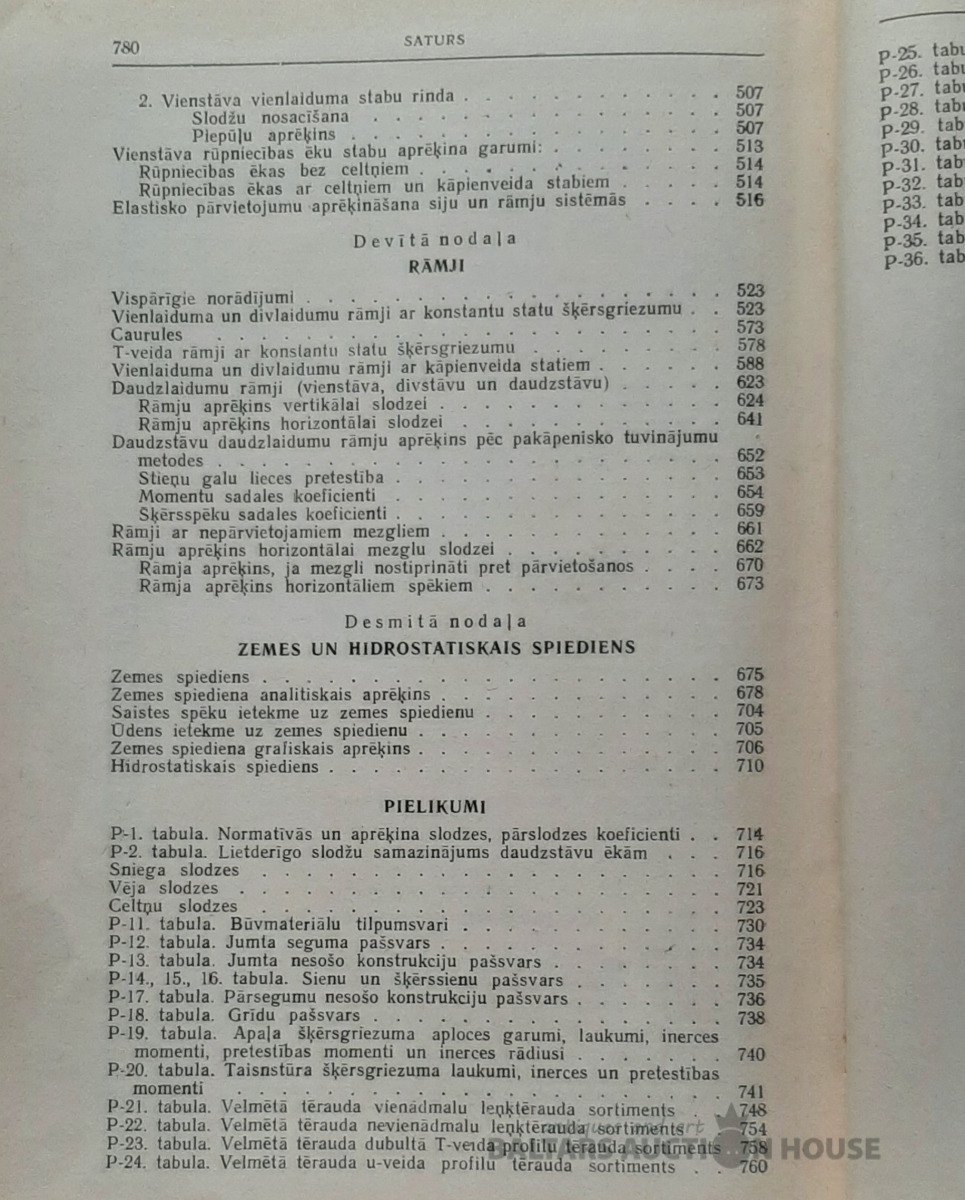 780
SATURS
2. Vienstāva vienlaiduma stabu rinda . . . . . . . . . . . . 507
Slodžu nosacīšana . . . . . . . . . . . . 507
Piepūļu aprēķins . . . . . . . . . . . . 507
Vienstāva rūpniecības ēku stabu aprēķina garumi: . . . . . . . 513
Rūpniecības ēkas bez celtņiem . . . . . . . . . . 514
Rūpniecības ēkas ar celtņiem un kāpienveida stabiem . . . . . 514
Elastisko pārvietojumu aprēķināšana siju un rāmju sistēmās . . . . 516
Devītā nodaļa
RĀMJI
Vispārīgie norādījumi . . . . . . . . . . . . . . . 523
Vienlaiduma un divlaidumu rāmji ar konstantu statu šķērsgriezumu . . 523
Caurules . . . . . . . . . . . . . . . . . 573
T-veida rāmji ar konstantu statu šķērsgriezumu . . . . . . . 578
Vienlaiduma un divlaidumu rāmji ar kāpienveida statiem . . . . . . 588
Daudzlaidumu rāmji (vienstāva, divstāvu un daudzstāvu) . . . . . 623
Rāmju aprēķins vertikālai slodzei . . . . . . . . . . . 624
Rāmju aprēķins horizontālai slodzei . . . . . . . . . . 641
Daudzstāvu daudzlaidumu rāmju aprēķins pēc pakāpenisko tuvinājumu
metodes . . . . . . . . . . . . . . . . . 652
Stieņu galu lieces pretestība . . . . . . . . . . . . 653
Momentu sadales koeficienti . . . . . . . . . . . . 654
Šķērsspēku sadales koeficienti . . . . . . . . . . . . 659
Rāmji ar nepārvietojamiem mezgliem . . . . . . . . . . . 661
Rāmju aprēķins horizontālai mezglu slodzei . . . . . . . . 662
Rāmja aprēķins, ja mezgli nostiprināti pret pārvietošanos . . . . 670
Rāmja aprēķins horizontāliem spēkiem . . . . . . . . . 673
Desmitā nodaļa
ZEMES UN HIDROSTATISKAIS SPIEDIENS
Zemes spiediens . . . . . . . . . . . . . . . . . 675
Zemes spiediena analitiskais aprēķins . . . . . . . . . . . 678
Saistes spēku ietekme uz zemes spiedienu . . . . . . . . . 704
Ūdens ietekme uz zemes spiedienu . . . . . . . . . . . . 705
Zemes spiediena grafiskais aprēķins . . . . . . . . . . . . 706
Hidrostatiskais spiediens . . . . . . . . . . . . . . . 710
PIELIKUMI
P-1. tabula. Normatīvās un aprēķina slodzes, pārslodzes koeficienti . . 714
P-2. tabula. Lietderīgo slodžu samazinājums daudzstāvu ēkām . . . 716
Sniega slodzes . . . . . . . . . . . . . . . . . 716
Vēja slodzes . . . . . . . . . . . . . . . . . . 721
Celtņu slodzes . . . . . . . . . . . . . . . . . 723
P-11. tabula. Būvmateriālu tilpumsvari . . . . . . . . . . 730
P-12. tabula. Jumta seguma pašsvars . . . . . . . . . . . 734
P-13. tabula. Jumta nesošo konstrukciju pašsvars . . . . . . . 734
P-14., 15., 16. tabula. Sienu un šķērssienu pašsvars . . . . . . 735
P-17. tabula. Pārsegumu nesošo konstrukciju pašsvars . . . . . . 736
P-18. tabula. Grīdu pašsvars . . . . . . . . . . . . . 738
P-19. tabula. Apaļa šķērsgriezuma aploces garumi, laukumi, inerces
momenti, pretestības momenti un inerces rādiusi . . . . . . 740
P-20. tabula. Taisnstūra šķērsgriezuma laukumi, inerces un pretestības
momenti . . . . . . . . . . . . . . . . . 741
P-21. tabula. Velmētā tērauda vienādmalu leņķtērauda sortiments . . 748
P-22. tabula. Velmētā tērauda nevienādmalu leņķtērauda sortiments . 754
P-23. tabula. Velmētā tērauda dubultā T-veida profilu tērauda sortiments 758
P-24. tabula. Velmētā tērauda u-veida profilu tērauda sortiments . . 760
P-25. tabu
P-26. tabu
P-27. tabu
P-28. tabu
P-29. tab
P-30. tab
P-31. tab
P-32. tab
P-33. tab
P-34. tab
P-35. tab
P-36. tab
BALTARS AUCTION HOUSE